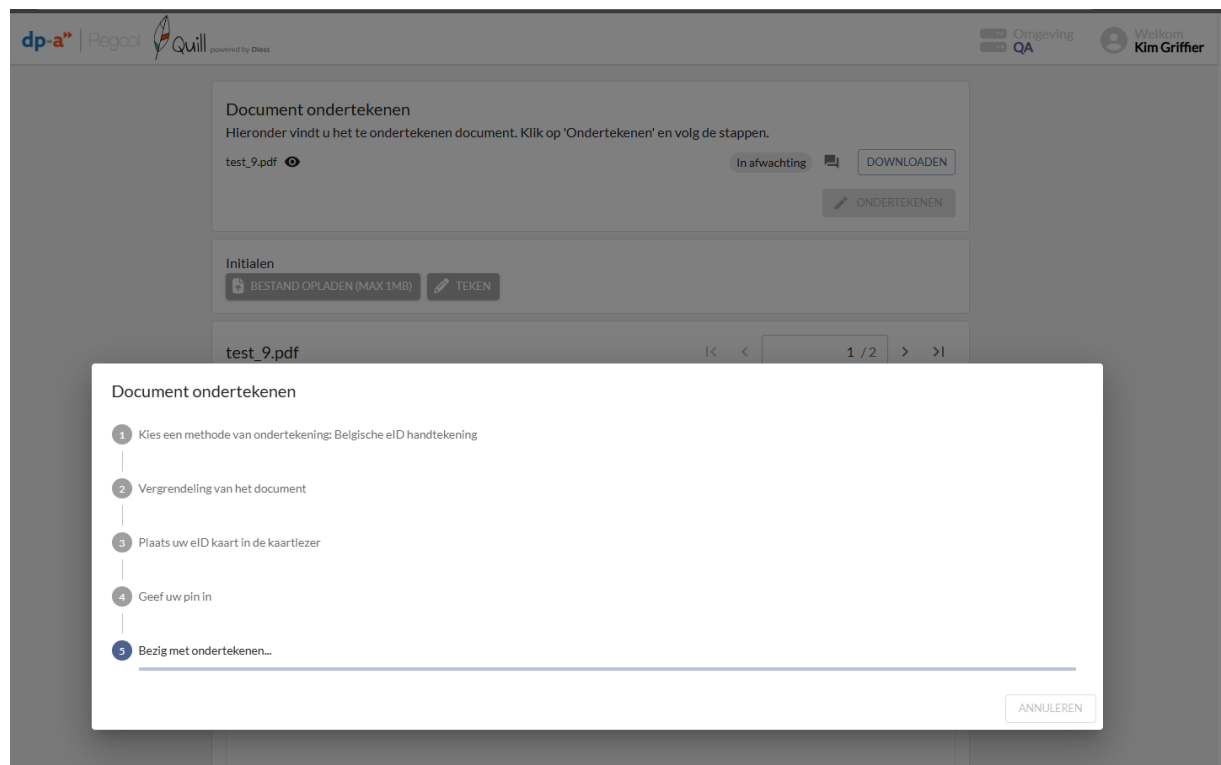 dp-a" Regsol Quill powered by Dioss
Omgeving
QA
Welkom
Kim Griffier
Document ondertekenen
Hieronder vindt u het te ondertekenen document. Klik op 'Ondertekenen' en volg de stappen.
test_9.pdf In afwachting DOWNLOADEN
ONDERTEKENEN
Initialen
BESTAND OPLADEN (MAX 1MB) TEKEN
test_9.pdf 1 / 2
Document ondertekenen
1 Kies een methode van ondertekening: Belgische eID handtekening
2 Vergrendeling van het document
3 Plaats uw eID kaart in de kaartlezer
4 Geef uw pin in
5 Bezig met ondertekenen...
ANNULEREN